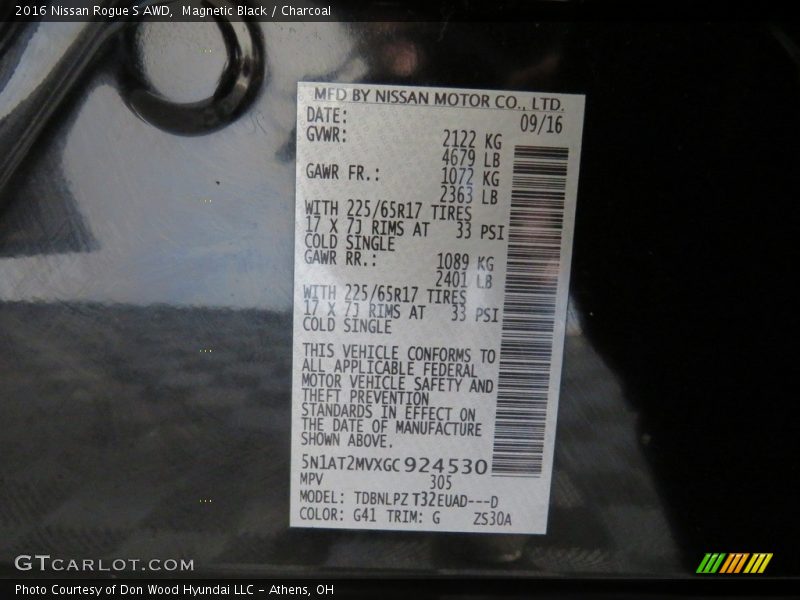 2016 Nissan Rogue S AWD,  Magnetic Black / Charcoal
MFD BY NISSAN MOTOR CO., LTD.
DATE: 09/16
GVWR: 2122 KG
4679 LB
GAWR FR.: 1072 KG
2363 LB
WITH 225/65R17 TIRES
17 X 7J RIMS AT 33 PSI
COLD SINGLE
GAWR RR.: 1089 KG
2401 LB
WITH 225/65R17 TIRES
17 X 7J RIMS AT 33 PSI
COLD SINGLE
THIS VEHICLE CONFORMS TO
ALL APPLICABLE FEDERAL
MOTOR VEHICLE SAFETY AND
THEFT PREVENTION
STANDARDS IN EFFECT ON
THE DATE OF MANUFACTURE
SHOWN ABOVE.
5N1AT2MVXGC924530
MPV 305
MODEL: TDBNLPZ T32EUAD---D
COLOR: G41 TRIM: G ZS30A
GTCARLOT.COM
Photo Courtesy of Don Wood Hyundai LLC – Athens, OH